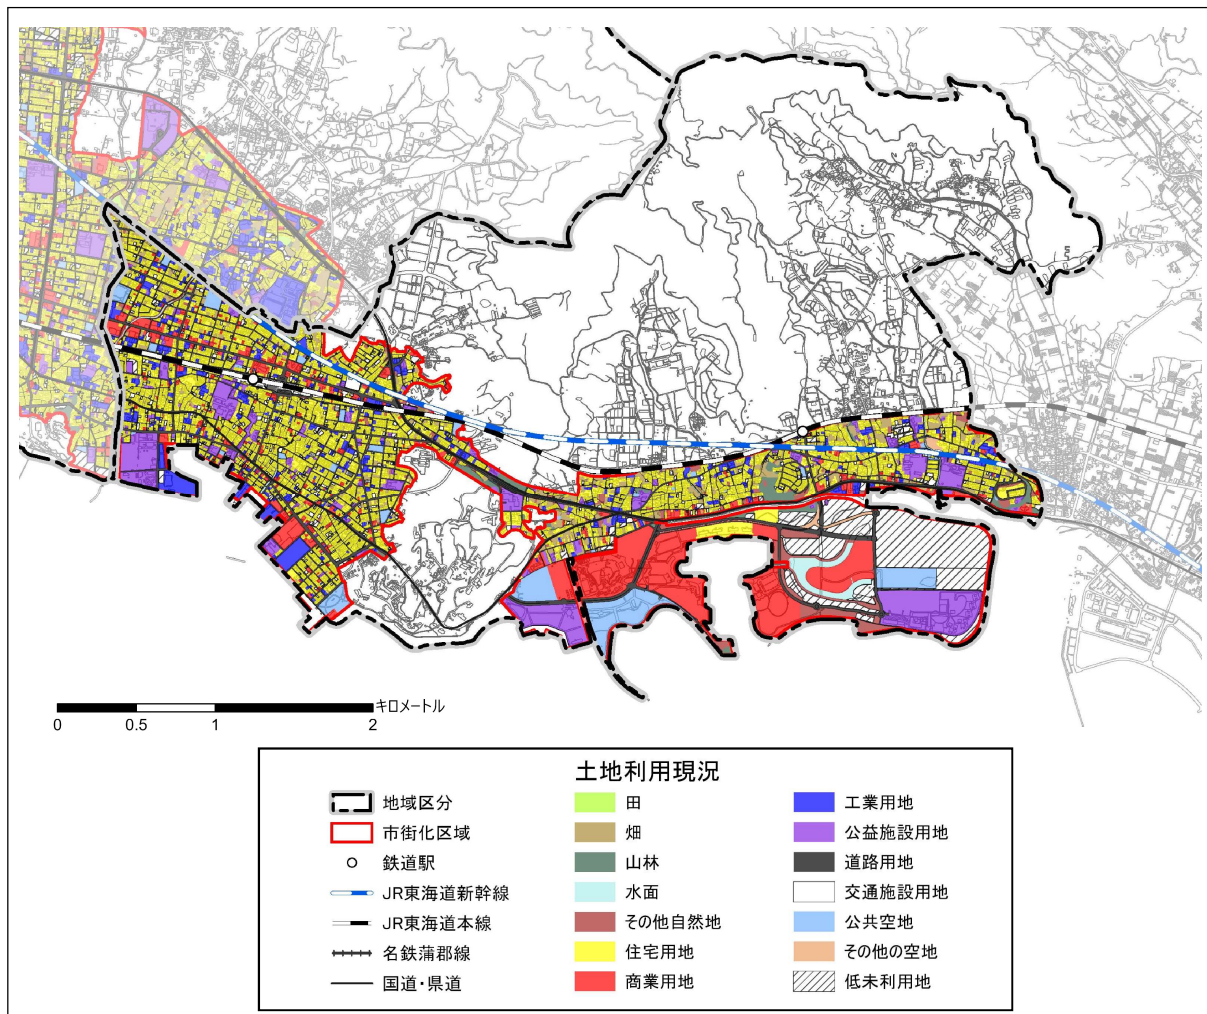 キロメートル
0 0.5 1 2
土地利用現況
地域区分
市街化区域
鉄道駅
JR東海道新幹線
JR東海道本線
名鉄蒲郡線
国道・県道
田
畑
山林
水面
その他自然地
住宅用地
商業用地
工業用地
公益施設用地
道路用地
交通施設用地
公共空地
その他の空地
低未利用地